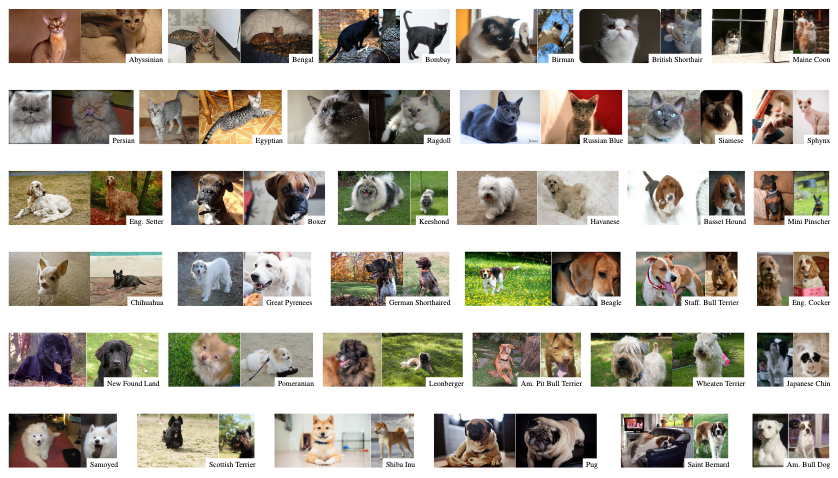 Abyssinian
Bengal
Bombay
Birman
British Shorthair
Maine Coon
Persian
Egyptian
Ragdoll
Russian Blue
Siamese
Sphynx
Eng. Setter
Boxer
Keeshond
Havanese
Basset Hound
Mini Pinscher
Chihuahua
Great Pyrenees
German Shorthaired
Beagle
Staff. Bull Terrier
Eng. Cocker
New Found Land
Pomeranian
Leonberger
Am. Pit Bull Terrier
Wheaten Terrier
Japanese Chin
Samoyed
Scottish Terrier
Shiba Inu
Pug
Saint Bernard
Am. Bull Dog